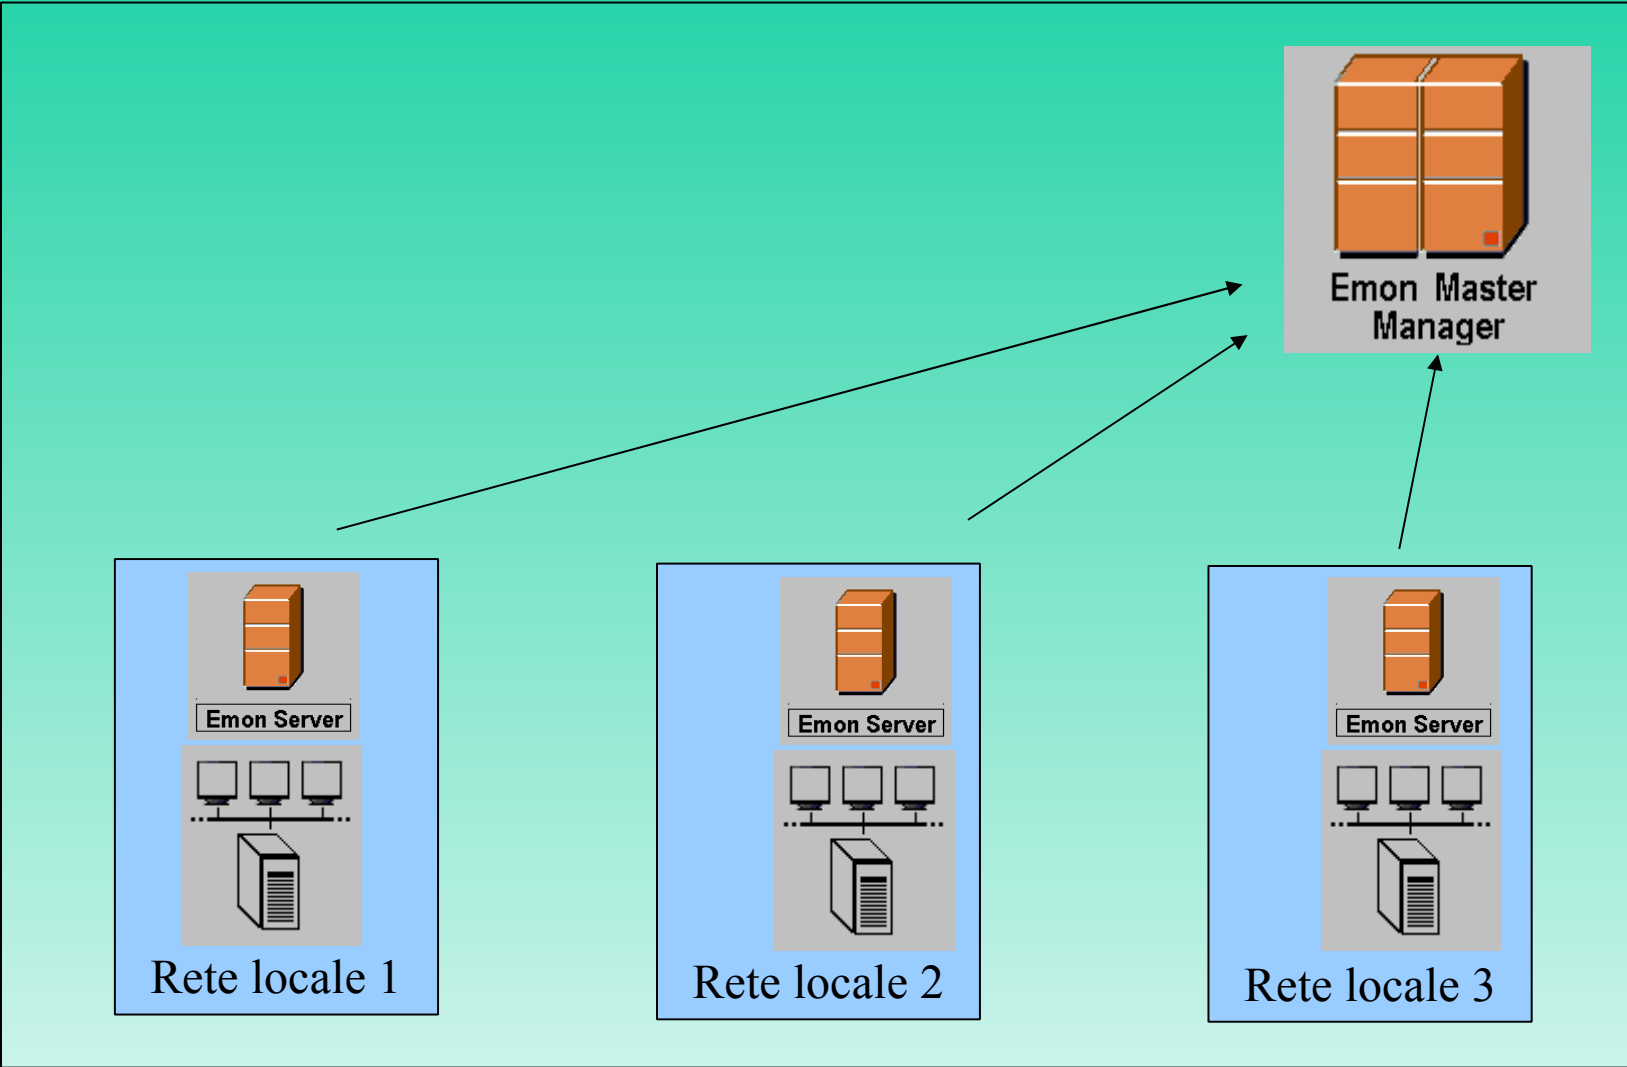 Emon Master
Manager
Emon Server
Emon Server
Emon Server
Rete locale 1
Rete locale 2
Rete locale 3